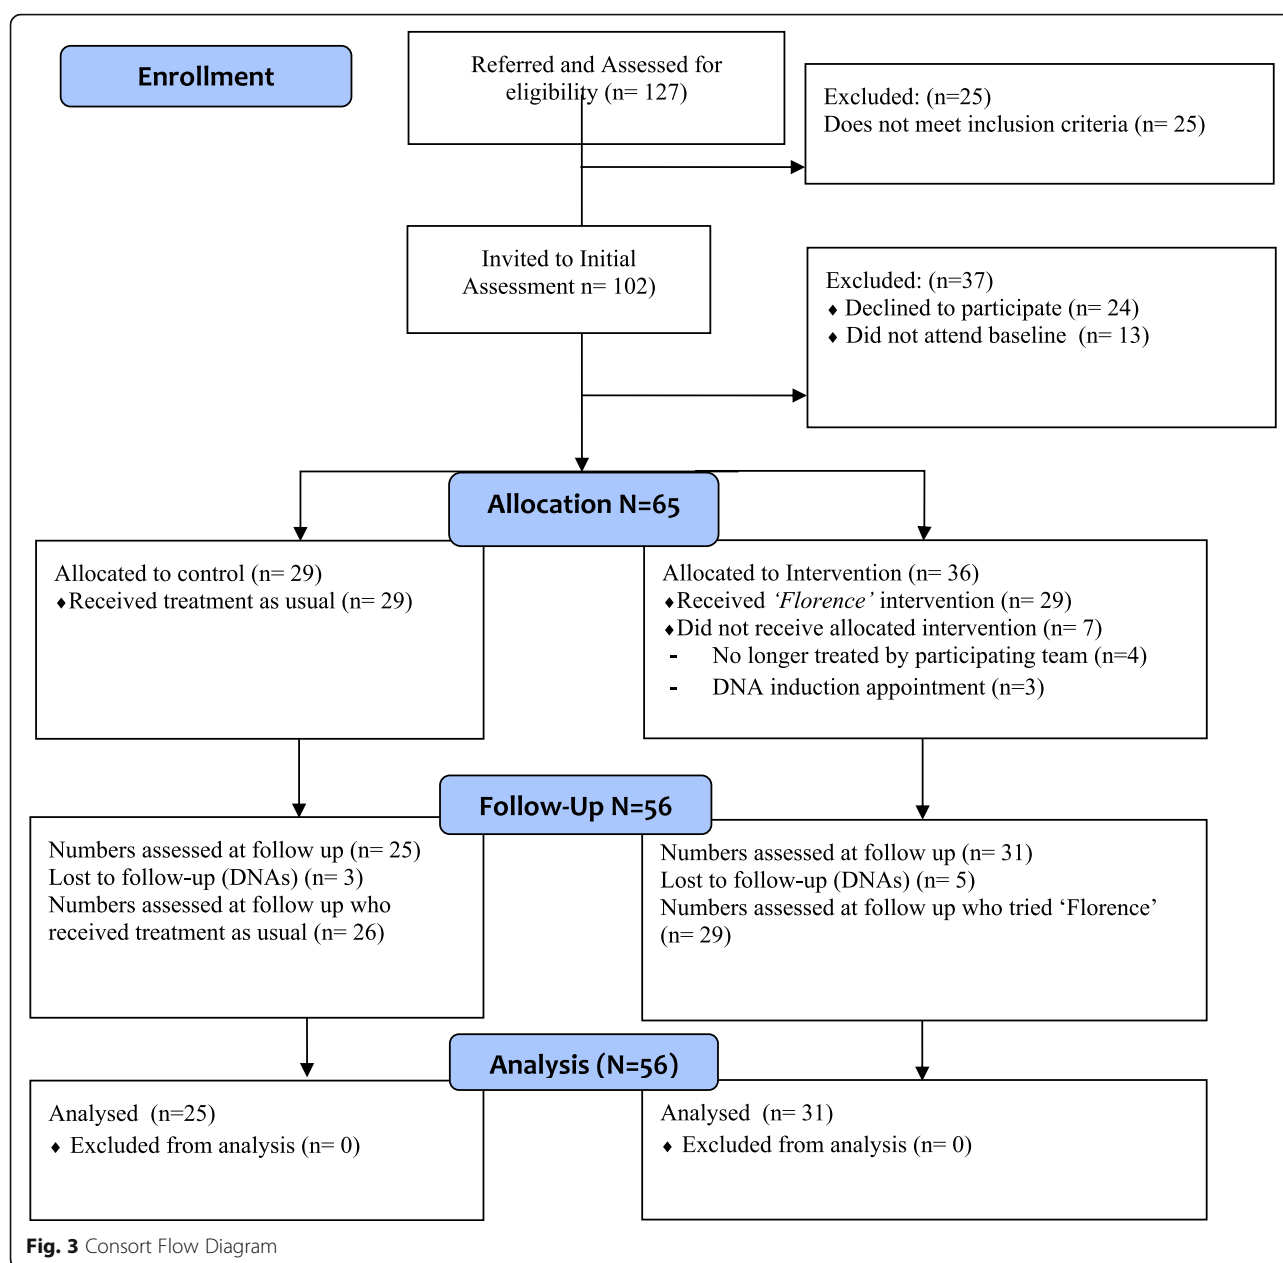 Enrollment
Referred and Assessed for
eligibility (n= 127)
Excluded: (n=25)
Does not meet inclusion criteria (n= 25)
Invited to Initial
Assessment n= 102)
Excluded: (n=37)
♦ Declined to participate (n= 24)
♦ Did not attend baseline (n= 13)
Allocation N=65
Allocated to control (n= 29)
♦Received treatment as usual (n= 29)
Allocated to Intervention (n= 36)
♦Received ‘Florence’ intervention (n= 29)
♦Did not receive allocated intervention (n= 7)
- No longer treated by participating team (n=4)
- DNA induction appointment (n=3)
Follow-Up N=56
Numbers assessed at follow up (n= 25)
Lost to follow-up (DNAs) (n= 3)
Numbers assessed at follow up who
received treatment as usual (n= 26)
Numbers assessed at follow up (n= 31)
Lost to follow-up (DNAs) (n= 5)
Numbers assessed at follow up who tried ‘Florence’
(n= 29)
Analysis (N=56)
Analysed (n=25)
♦ Excluded from analysis (n= 0)
Analysed (n= 31)
♦ Excluded from analysis (n= 0)
Fig. 3 Consort Flow Diagram